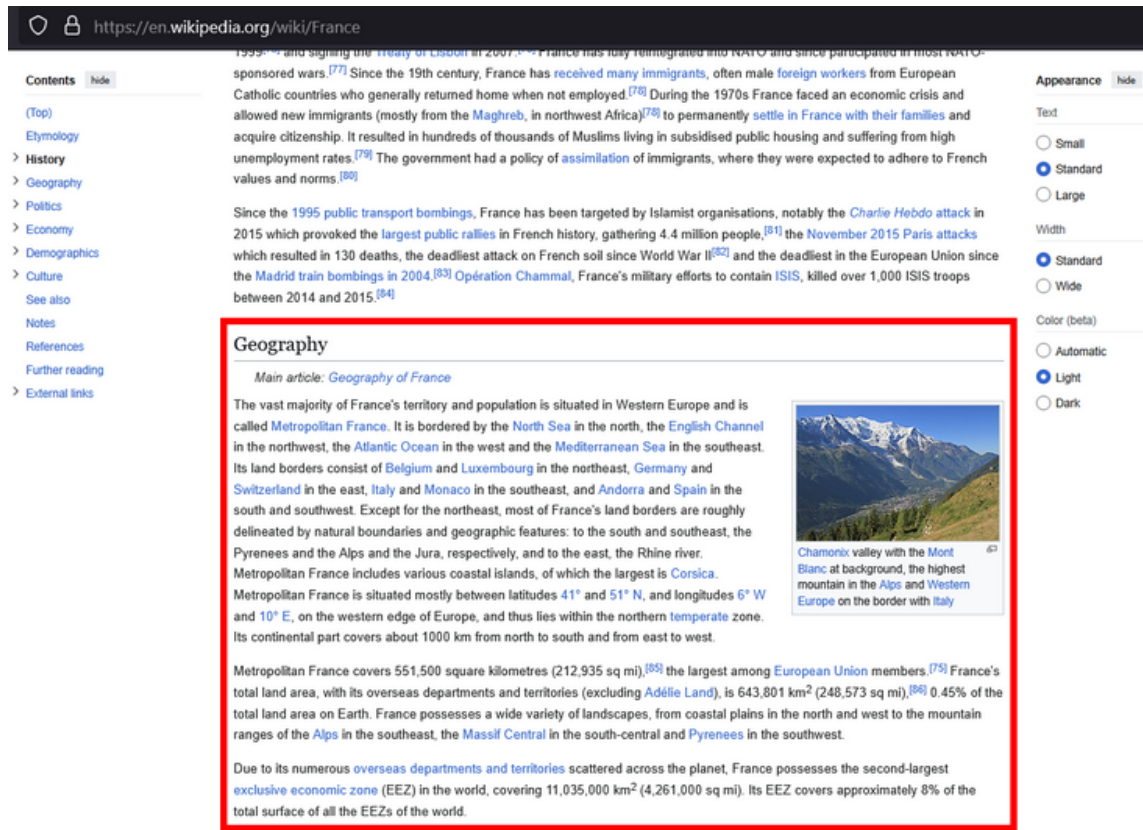 https://en.wikipedia.org/wiki/France
Contents hide
(Top)
Etymology
History
Geography
Politics
Economy
Demographics
Culture
See also
Notes
References
Further reading
External links
and signing the Treaty of Lisbon in 2007. France has fully reintegrated into NATO and since participated in most NATO-
sponsored wars.[77] Since the 19th century, France has received many immigrants, often male foreign workers from European
Catholic countries who generally returned home when not employed.[78] During the 1970s France faced an economic crisis and
allowed new immigrants (mostly from the Maghreb, in northwest Africa)[78] to permanently settle in France with their families and
acquire citizenship. It resulted in hundreds of thousands of Muslims living in subsidised public housing and suffering from high
unemployment rates.[79] The government had a policy of assimilation of immigrants, where they were expected to adhere to French
values and norms.[80]
Since the 1995 public transport bombings, France has been targeted by Islamist organisations, notably the Charlie Hebdo attack in
2015 which provoked the largest public rallies in French history, gathering 4.4 million people,[81] the November 2015 Paris attacks
which resulted in 130 deaths, the deadliest attack on French soil since World War II[82] and the deadliest in the European Union since
the Madrid train bombings in 2004.[83] Opération Chammal, France's military efforts to contain ISIS, killed over 1,000 ISIS troops
between 2014 and 2015.[84]
Geography
Main article: Geography of France
The vast majority of France's territory and population is situated in Western Europe and is
called Metropolitan France. It is bordered by the North Sea in the north, the English Channel
in the northwest, the Atlantic Ocean in the west and the Mediterranean Sea in the southeast.
Its land borders consist of Belgium and Luxembourg in the northeast, Germany and
Switzerland in the east, Italy and Monaco in the southeast, and Andorra and Spain in the
south and southwest. Except for the northeast, most of France's land borders are roughly
delineated by natural boundaries and geographic features: to the south and southeast, the
Pyrenees and the Alps and the Jura, respectively, and to the east, the Rhine river.
Metropolitan France includes various coastal islands, of which the largest is Corsica.
Metropolitan France is situated mostly between latitudes 41° and 51° N, and longitudes 6° W
and 10° E, on the western edge of Europe, and thus lies within the northern temperate zone.
Its continental part covers about 1000 km from north to south and from east to west.
Chamonix valley with the Mont
Blanc at background, the highest
mountain in the Alps and Western
Europe on the border with Italy
Metropolitan France covers 551,500 square kilometres (212,935 sq mi),[85] the largest among European Union members.[75] France's
total land area, with its overseas departments and territories (excluding Adélie Land), is 643,801 km2 (248,573 sq mi),[86] 0.45% of the
total land area on Earth. France possesses a wide variety of landscapes, from coastal plains in the north and west to the mountain
ranges of the Alps in the southeast, the Massif Central in the south-central and Pyrenees in the southwest.
Due to its numerous overseas departments and territories scattered across the planet, France possesses the second-largest
exclusive economic zone (EEZ) in the world, covering 11,035,000 km2 (4,261,000 sq mi). Its EEZ covers approximately 8% of the
total surface of all the EEZs of the world.
Appearance hide
Text
Small
Standard
Large
Width
Standard
Wide
Color (beta)
Automatic
Light
Dark